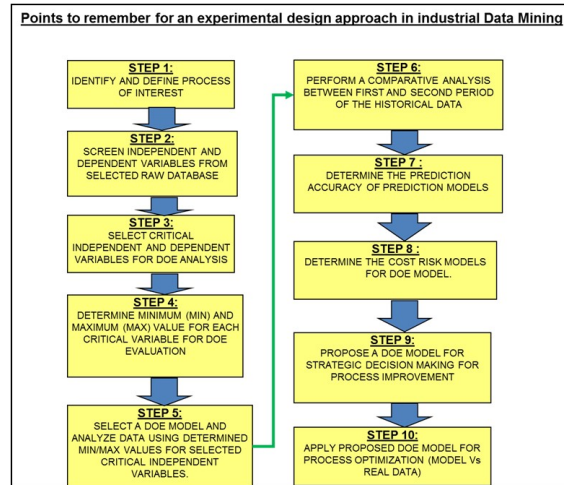 Points to remember for an experimental design approach in industrial Data Mining
STEP 1:
IDENTIFY AND DEFINE PROCESS
OF INTEREST
STEP 2:
SCREEN INDEPENDENT AND
DEPENDENT VARIABLES FROM
SELECTED RAW DATABASE
STEP 3:
SELECT CRITICAL
INDEPENDENT AND DEPENDENT
VARIABLES FOR DOE ANALYSIS
STEP 4
DETERMINE MINIMUM (MIN) AND
MAXIMUM (MAX) VALUE FOR EACH
CRITICAL VARIABLE FOR DOE
EVALUATION
STEP 5:
SELECT A DOE MODEL AND
ANALYZE DATA USING DETERMINED
MIN/MAX VALUES FOR SELECTED
CRITICAL INDEPENDENT
VARIABLES.
STEP 6:
PERFORM A COMPARATIVE ANALYSIS
BETWEEN FIRST AND SECOND PERIOD
OF THE HISTORICAL DATA
STEP 7 :
DETERMINE THE PREDICTION
ACCURACY OF PREDICTION MODELS
STEP 8 :
DETERMINE THE COST RISK MODELS
FOR DOE MODEL.
STEP 9:
PROPOSE A DOE MODEL FOR
STRATEGIC DECISION MAKING FOR
PROCESS IMPROVEMENT
STEP 10:
APPLY PROPOSED DOE MODEL FOR
PROCESS OPTIMIZATION (MODEL Vs
REAL DATA)